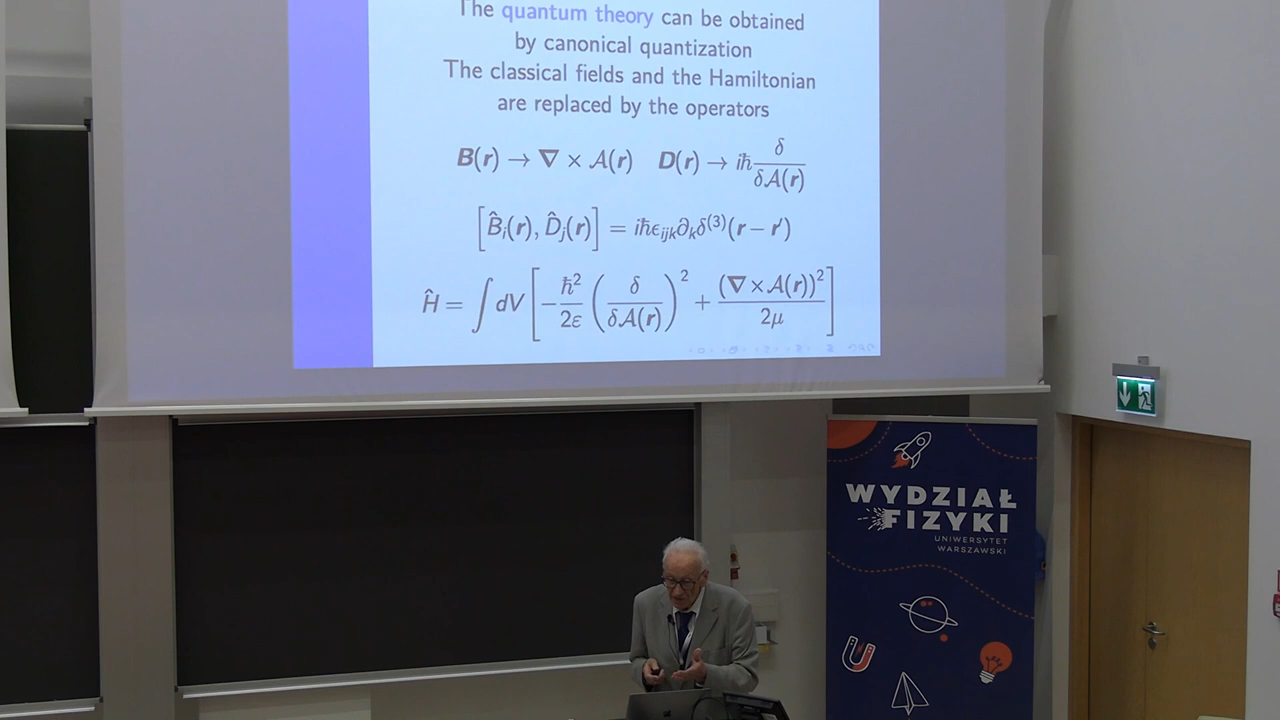 The quantum theory can be obtained
by canonical quantization
The classical fields and the Hamiltonian
are replaced by the operators
B(r) → ∇ × 𝒜(r)   D(r) → iℏ δ/δ𝒜(r)
[B̂ᵢ(r), D̂ⱼ(r)] = iℏϵᵢⱼₖ∂ₖδ⁽³⁾(r − r′)
Ĥ = ∫dV[−ℏ²/2ε (δ/δ𝒜(r))² + (∇ × 𝒜(r))²/2μ]
WYDZIAŁ
FIZYKI
UNIWERSYTET
WARSZAWSKI